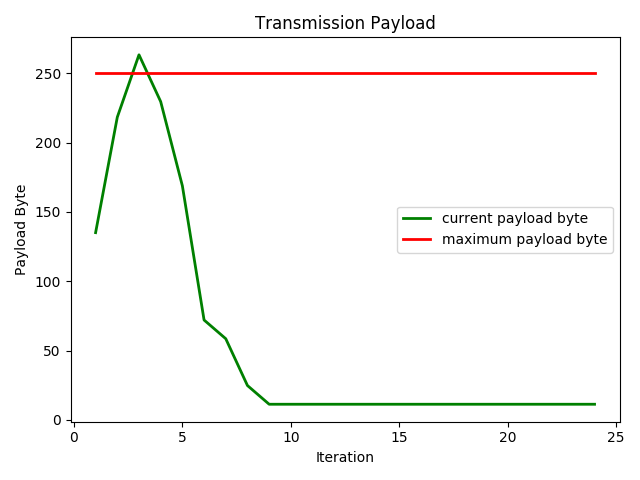 Transmission Payload
Payload Byte
250
200
150
100
50
0
current payload byte
maximum payload byte
0 5 10 15 20 25
Iteration